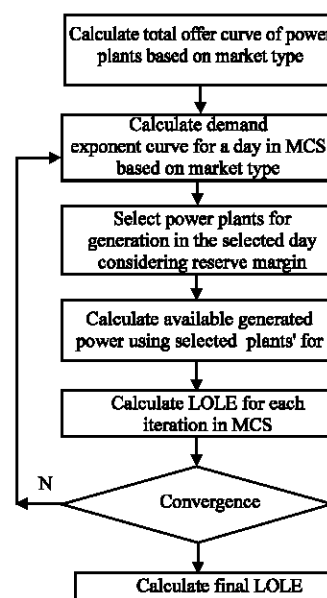 Calculate total offer curve of power
plants based on market type
Calculate demand
exponent curve for a day in MCS
based on market type
Select power plants for
generation in the selected day
considering reserve margin
Calculate available generated
power using selected plants' for
Calculate LOLE for each
iteration in MCS
N
Convergence
Calculate final LOLE